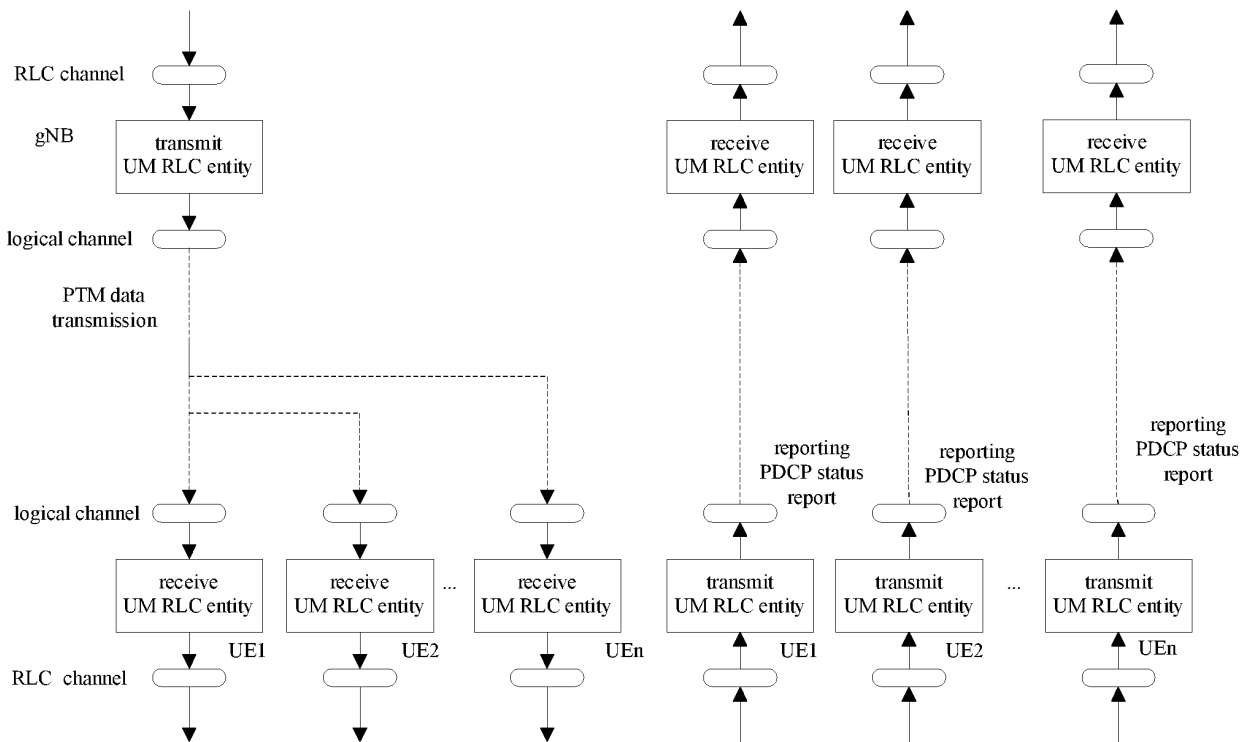 RLC channel
gNB
transmit
UM RLC entity
receive
UM RLC entity
receive
UM RLC entity
receive
UM RLC entity
logical channel
PTM data
transmission
reporting
PDCP status
report
reporting
PDCP status
report
reporting
PDCP status
report
logical channel
receive
UM RLC entity
receive
UM RLC entity
...
receive
UM RLC entity
transmit
UM RLC entity
transmit
UM RLC entity
...
transmit
UM RLC entity
UE1
UE2
UEn
UE1
UE2
UEn
RLC channel